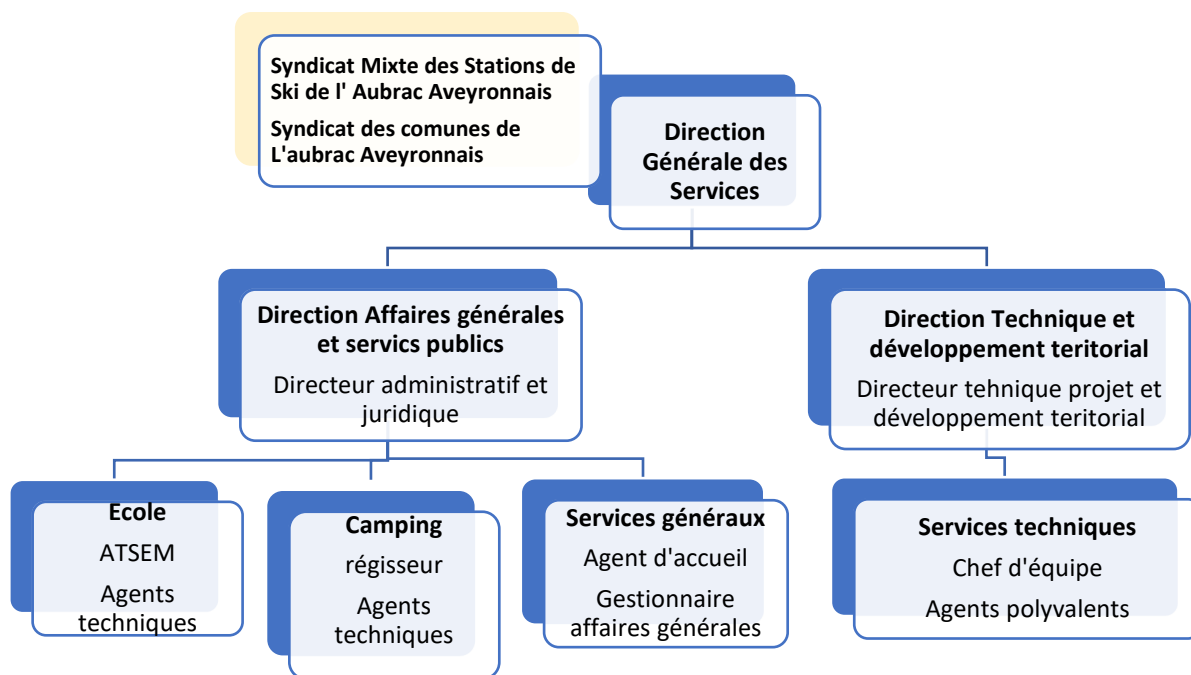 Syndicat Mixte des Stations de
Ski de l' Aubrac Aveyronnais
Syndicat des comunes de
L'aubrac Aveyronnais
Direction
Générale des
Services
Direction Affaires générales
et servics publics
Directeur administratif et
juridique
Direction Technique et
développement teritorial
Directeur tehnique projet et
développement teritorial
Ecole
ATSEM
Agents
techniques
Camping
régisseur
Agents
techniques
Services généraux
Agent d'accueil
Gestionnaire
affaires générales
Services techniques
Chef d'équipe
Agents polyvalents